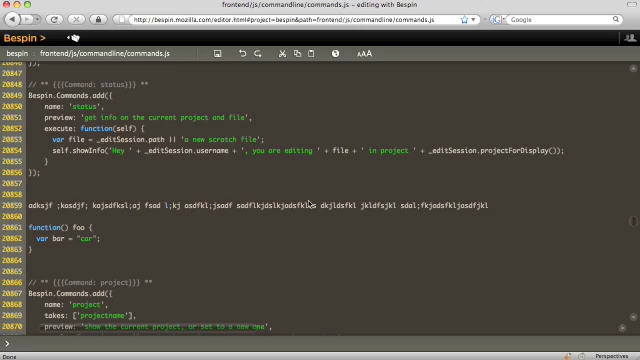 frontend/js/commandline/commands.js - editing with Bespin
http://bespin.mozilla.com/editor.html#project=bespin&path=frontend/js/commandline/commands.js
Google
Bespin >
bespin frontend/js/commandline/commands.js
AAA
20846 });
20847
20848 // ** {{{Command: status}}} **
20849 Bespin.Commands.add({
20850 name: 'status',
20851 preview: 'get info on the current project and file',
20852 execute: function(self) {
20853 var file = _editSession.path || 'a new scratch file';
20854 self.showInfo('Hey ' + _editSession.username + ', you are editing ' + file + ' in project ' + _editSession.projectForDisplay());
20855 }
20856 });
20857
20858
20859 adksjf ;kasdjf; kajsdfksl;aj fsad l;kj asdfkl;jsadf dkjldsfkl jkldfsjkl sdal;fkjadsfkljasdfjkl
20860
20861 function() foo {
20862 var bar = "car";
20863 }
20864
20865
20866 // ** {{{Command: project}}} **
20867 Bespin.Commands.add({
20868 name: 'project',
20869 takes: ['projectname'],
20870 preview: 'show the current project, or set to a new one',
>
Done
Perspectives